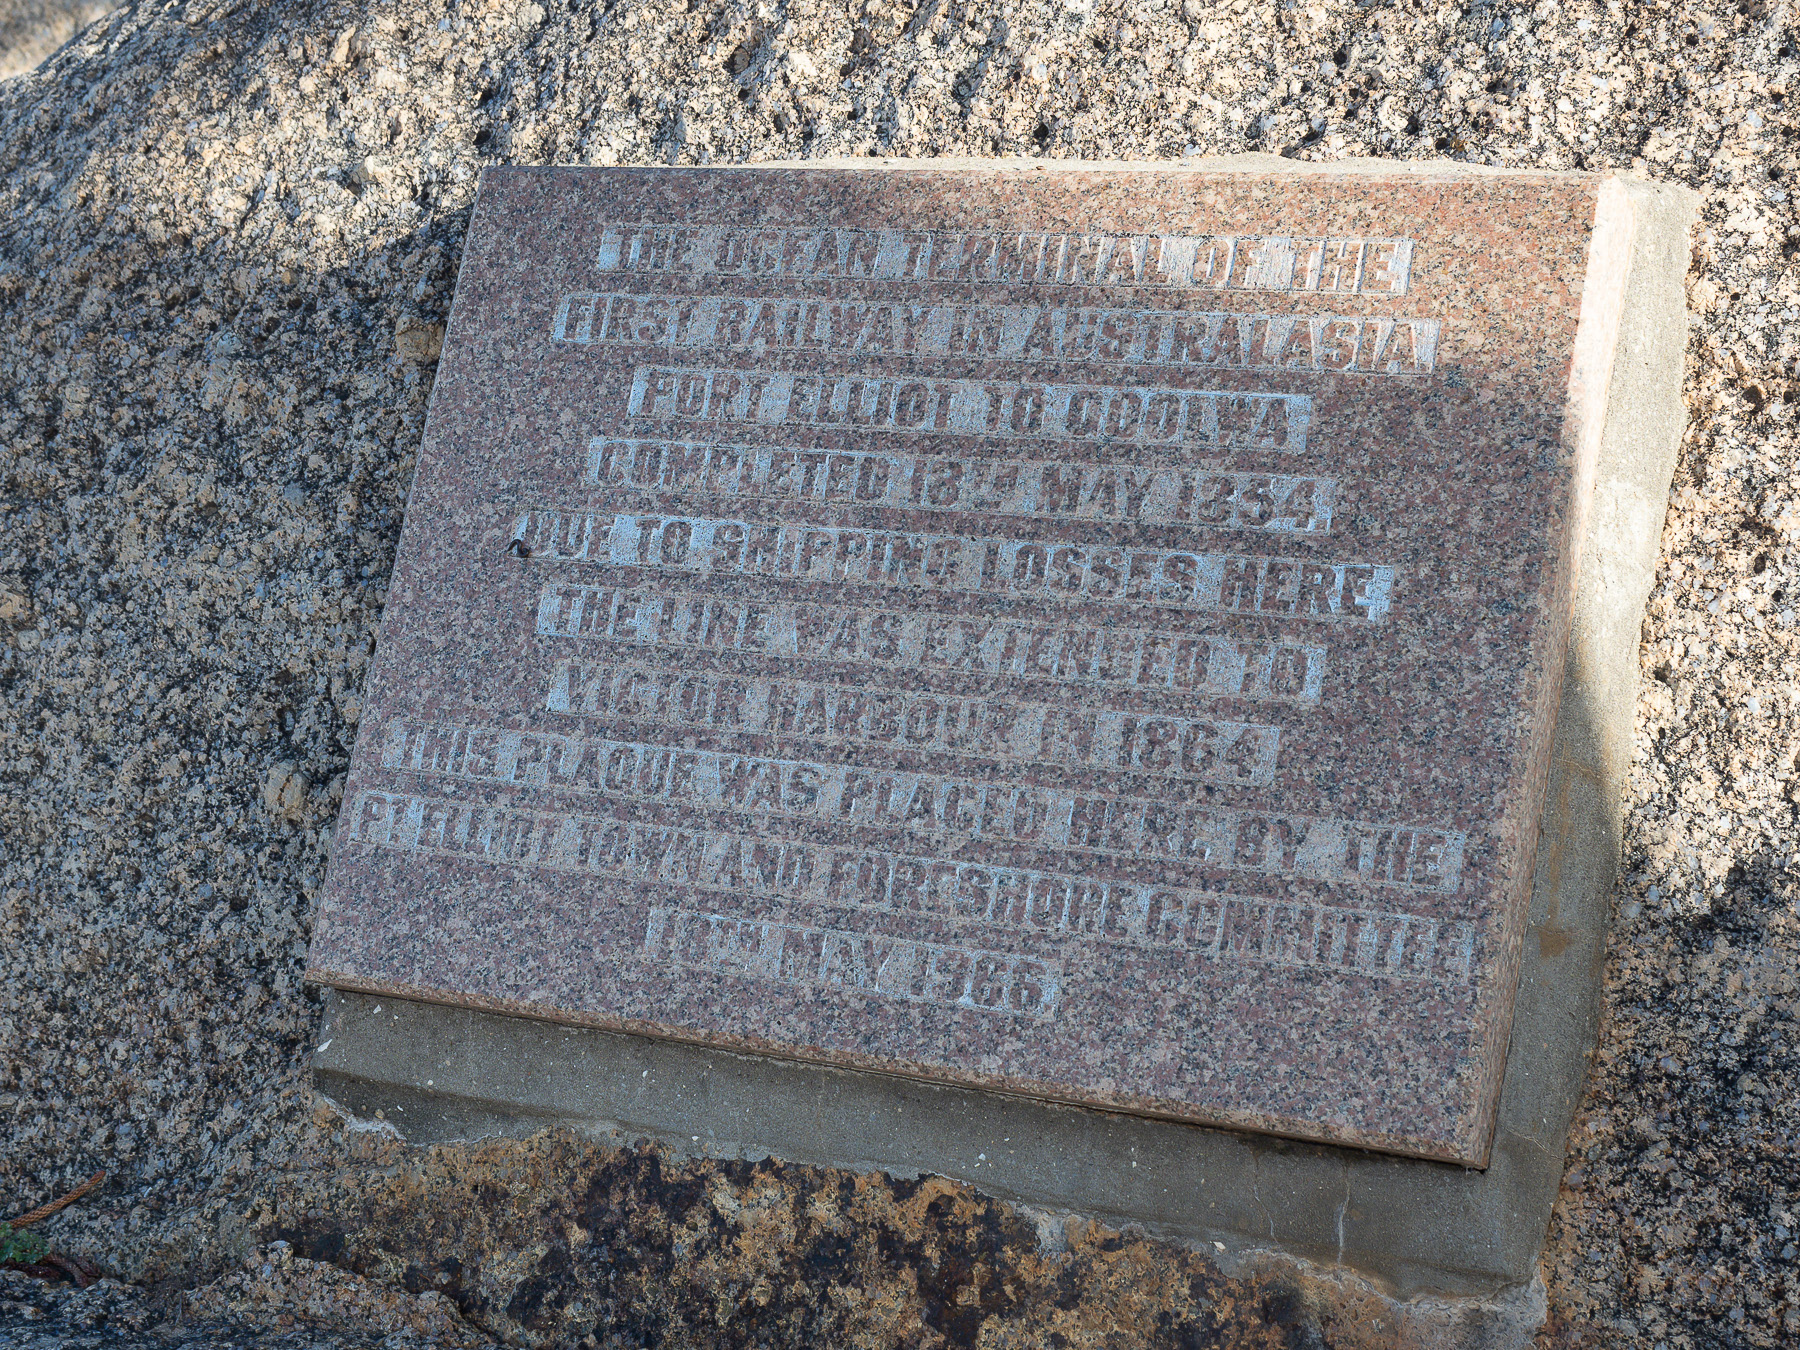 THE OCEAN TERMINAL OF THE
FIRST RAILWAY IN AUSTRALASIA
PORT ELLIOT TO GOOLWA
COMPLETED 18TH MAY 1854
DUE TO SHIPPING LOSSES HERE
THE LINE WAS EXTENDED TO
VICTOR HARBOUR IN 1864
THIS PLAQUE WAS PLACED HERE BY THE
PT ELLIOT TOWN AND FORESHORE COMMITTEE
18TH MAY 1986